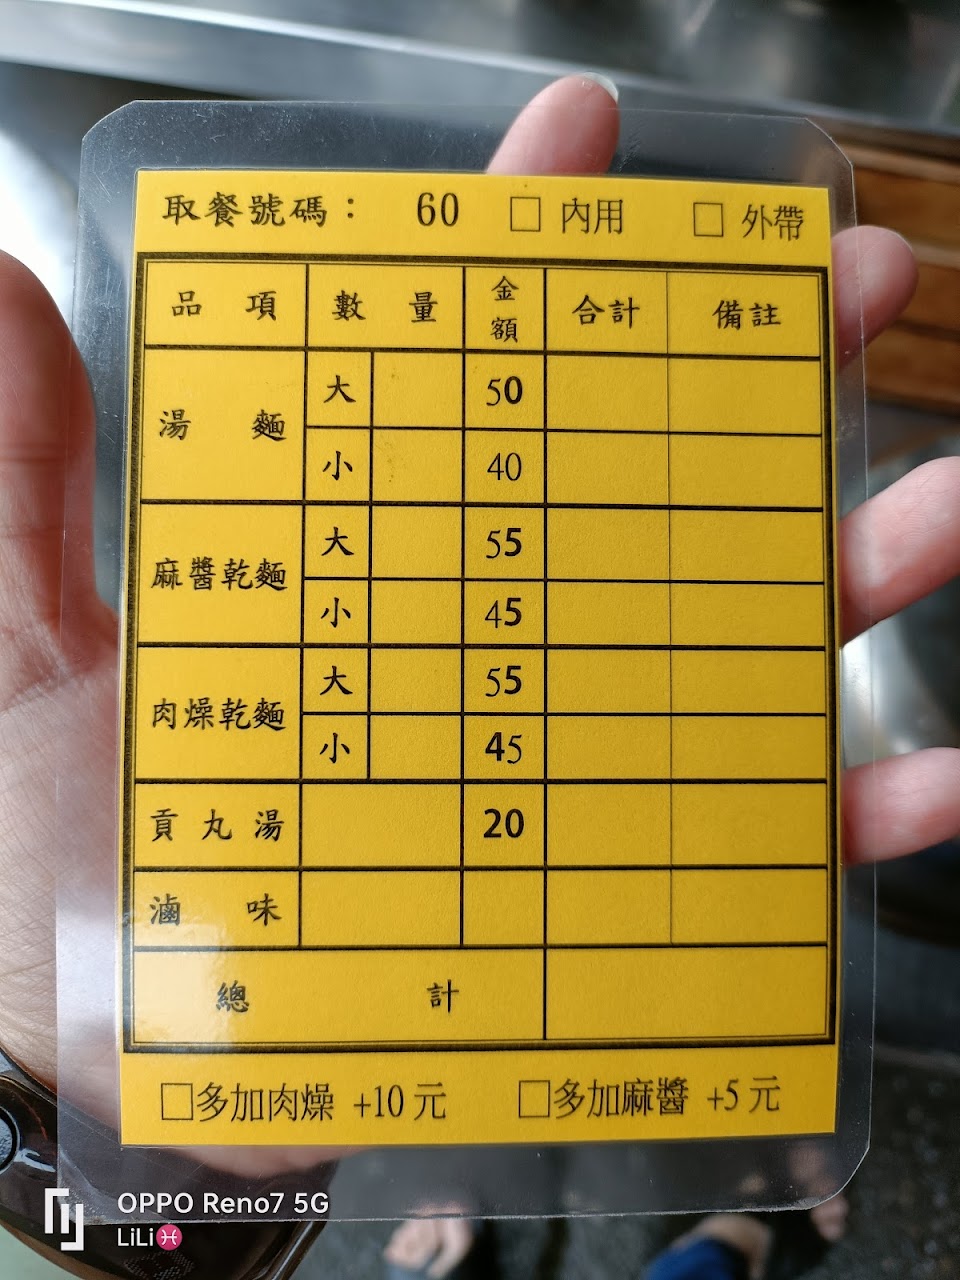 取餐號碼： 60 □ 內用 □ 外帶
品項 數量 金額 合計 備註
湯麵 大 50
小 40
麻醬乾麵 大 55
小 45
肉燥乾麵 大 55
小 45
貢丸湯 20
滷味
總計
□多加肉燥 +10 元 □多加麻醬 +5 元
OPPO Reno7 5G
LiLi♓